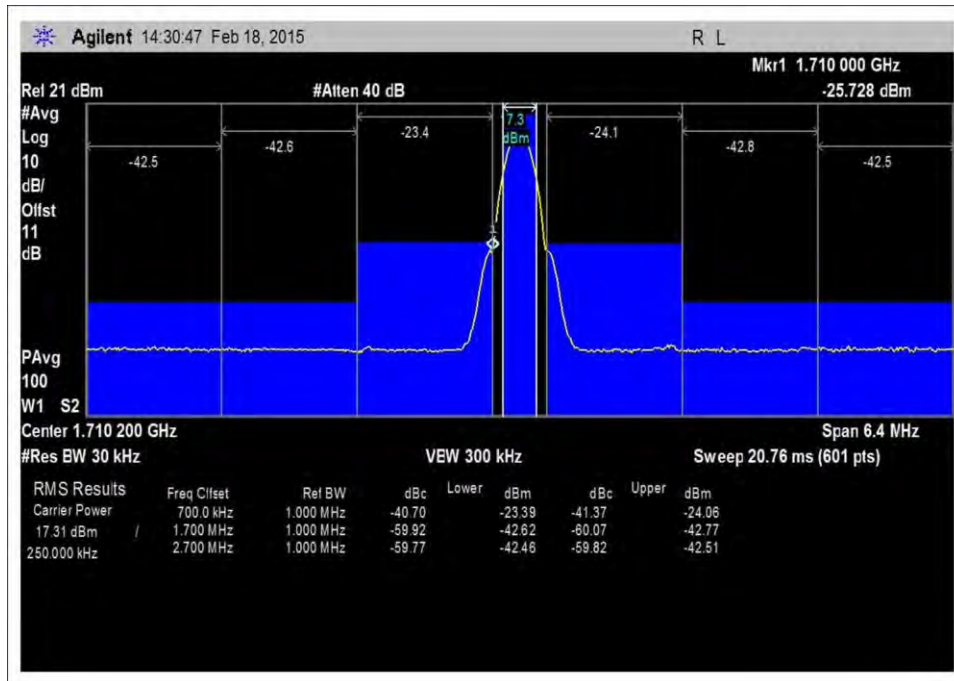 Agilent 14:30:47 Feb 18, 2015 R L
Mkr1 1.710 000 GHz
Ref 21 dBm #Atten 40 dB -25.728 dBm
#Avg
Log
10
dB/
Offst
11
dB
7.3
dBm
-23.4 -24.1
-42.6 -42.8
-42.5 -42.5
1
PAvg
100
W1 S2
Center 1.710 200 GHz Span 6.4 MHz
#Res BW 30 kHz VBW 300 kHz Sweep 20.76 ms (601 pts)
RMS Results Freq Offset Ref BW dBc Lower dBm dBc Upper dBm
Carrier Power 700.0 kHz 1.000 MHz -40.70 -23.39 -41.37 -24.06
17.31 dBm / 1.700 MHz 1.000 MHz -59.92 -42.62 -60.07 -42.77
250.000 kHz 2.700 MHz 1.000 MHz -59.77 -42.46 -59.82 -42.51